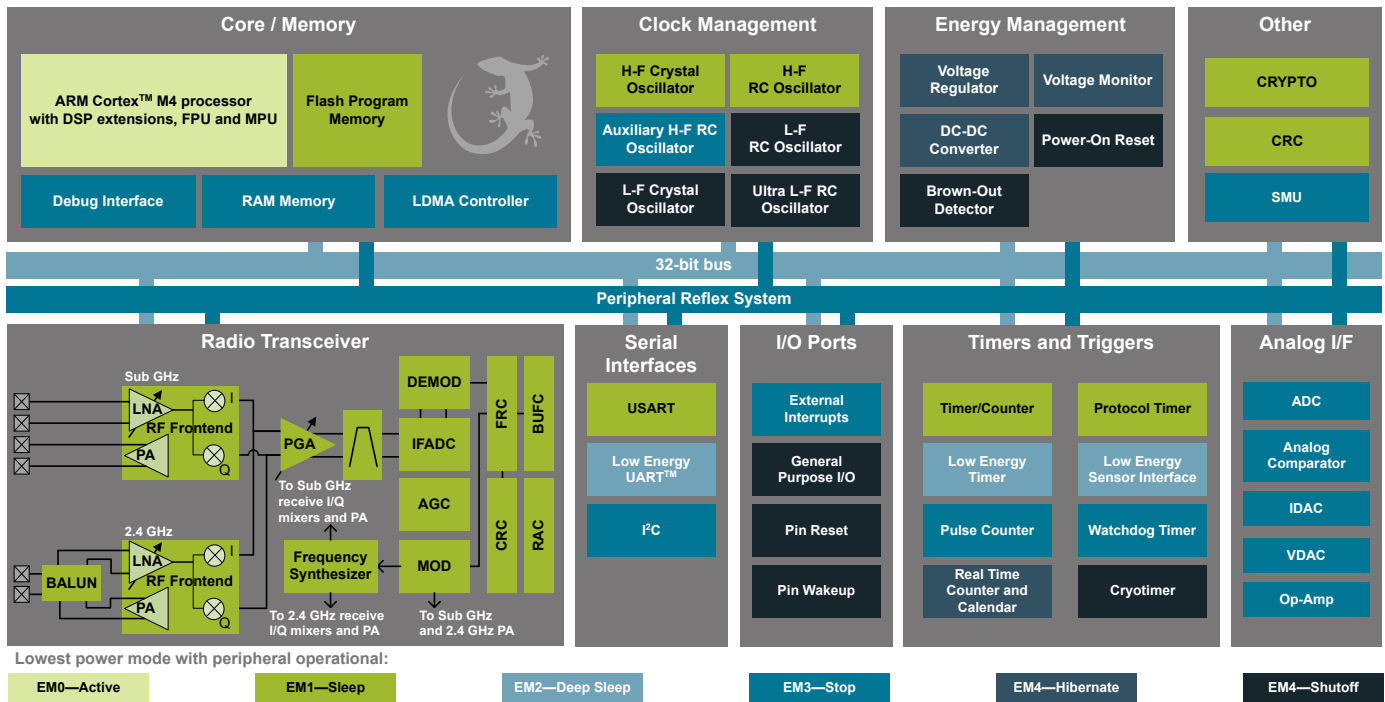 Core / Memory
ARM Cortex™ M4 processor
with DSP extensions, FPU and MPU
Flash Program
Memory
Debug Interface
RAM Memory
LDMA Controller
Clock Management
H-F Crystal
Oscillator
H-F
RC Oscillator
Auxiliary H-F RC
Oscillator
L-F
RC Oscillator
L-F Crystal
Oscillator
Ultra L-F RC
Oscillator
Energy Management
Voltage
Regulator
Voltage Monitor
DC-DC
Converter
Power-On Reset
Brown-Out
Detector
Other
CRYPTO
CRC
SMU
32-bit bus
Peripheral Reflex System
Radio Transceiver
Sub GHz
LNA
RF Frontend
PA
I
Q
2.4 GHz
BALUN
LNA
RF Frontend
PA
I
Q
PGA
To Sub GHz
receive I/Q
mixers and PA
Frequency
Synthesizer
To 2.4 GHz receive
I/Q mixers and PA
DEMOD
IFADC
AGC
MOD
To Sub GHz
and 2.4 GHz PA
FRC
BUFC
CRC
RAC
Serial
Interfaces
USART
Low Energy
UART™
I²C
I/O Ports
External
Interrupts
General
Purpose I/O
Pin Reset
Pin Wakeup
Timers and Triggers
Timer/Counter
Protocol Timer
Low Energy
Timer
Low Energy
Sensor Interface
Pulse Counter
Watchdog Timer
Real Time
Counter and
Calendar
Cryotimer
Analog I/F
ADC
Analog
Comparator
IDAC
VDAC
Op-Amp
Lowest power mode with peripheral operational:
EM0—Active
EM1—Sleep
EM2—Deep Sleep
EM3—Stop
EM4—Hibernate
EM4—Shutoff